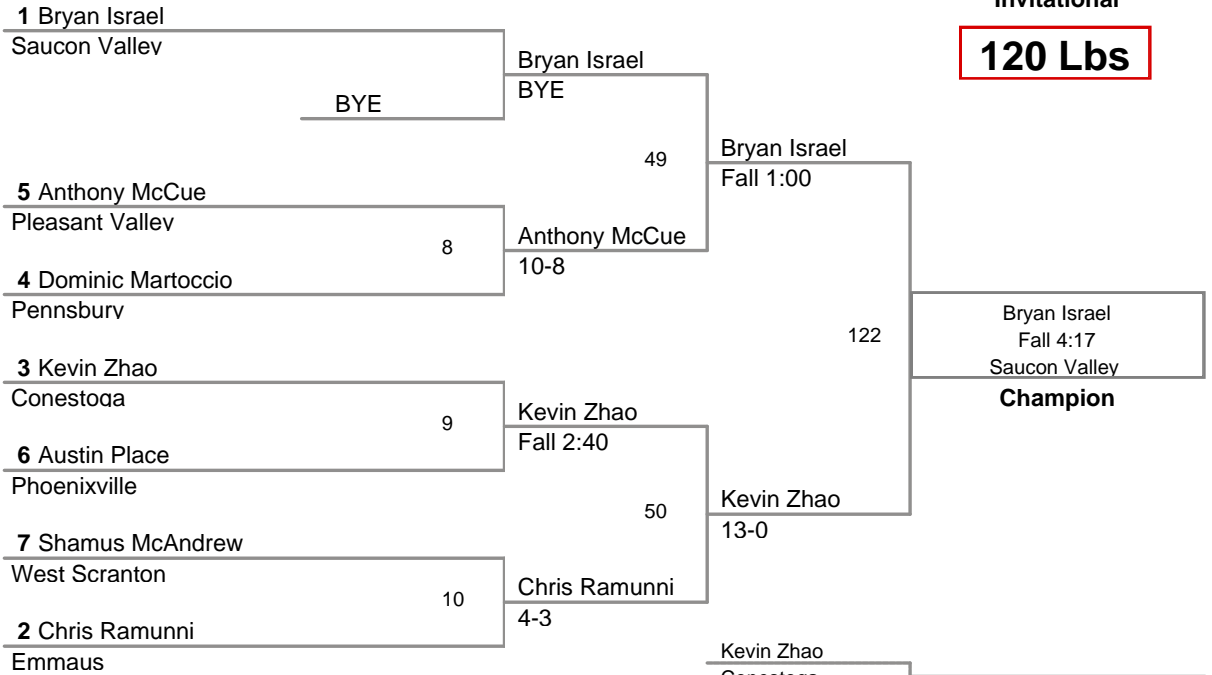 Invitational
120 Lbs
1 Bryan Israel
Saucon Valley
BYE
Bryan Israel
BYE
5 Anthony McCue
Pleasant Valley
8
4 Dominic Martoccio
Pennsbury
Anthony McCue
10-8
49
Bryan Israel
Fall 1:00
3 Kevin Zhao
Conestoga
9
6 Austin Place
Phoenixville
Kevin Zhao
Fall 2:40
7 Shamus McAndrew
West Scranton
10
2 Chris Ramunni
Emmaus
Chris Ramunni
4-3
50
Kevin Zhao
13-0
122
Bryan Israel
Fall 4:17
Saucon Valley
Champion
Kevin Zhao
Conestoga